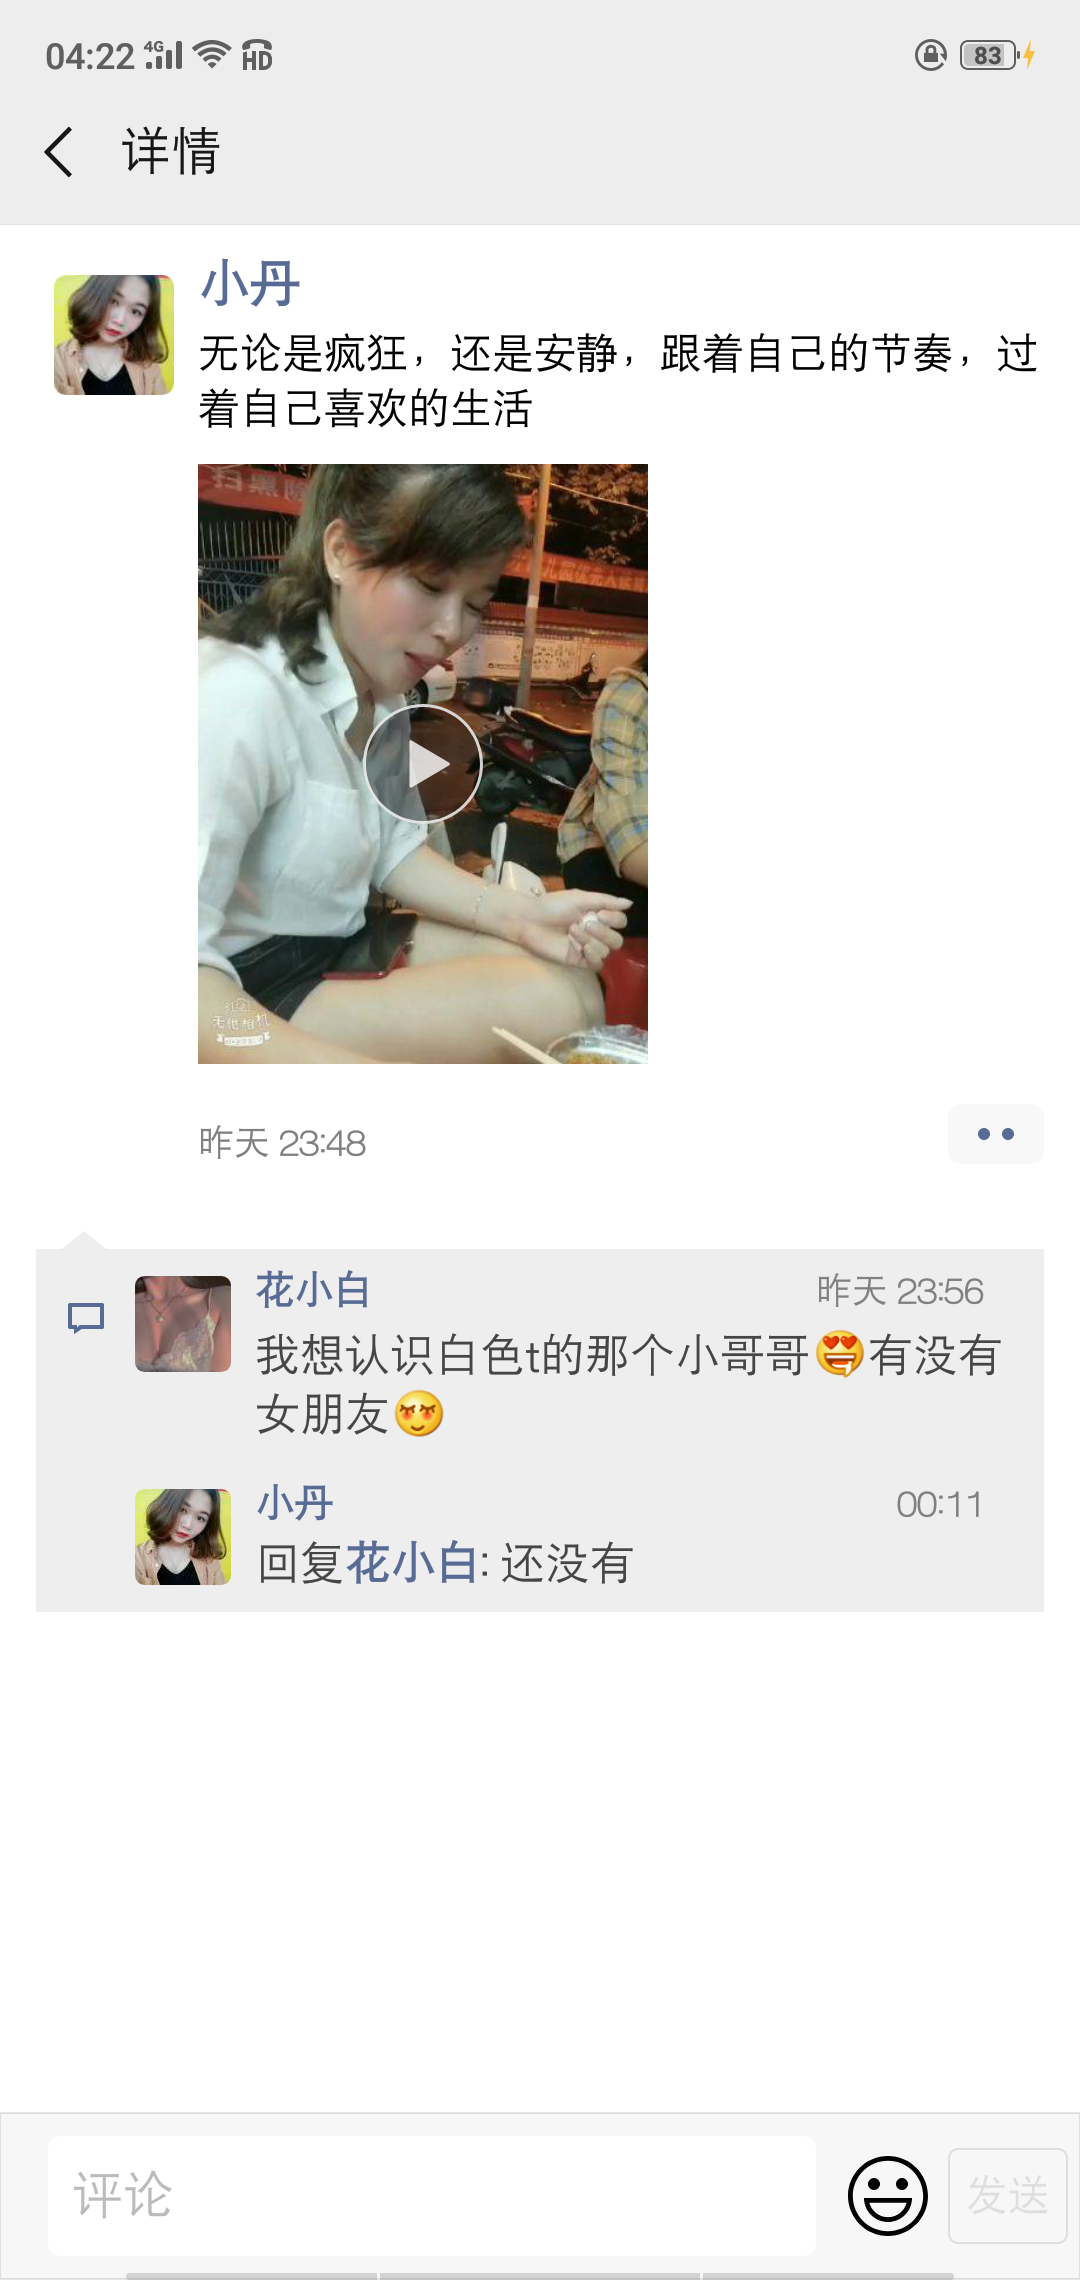 04:22 4G HD 83
详情
小丹
无论是疯狂，还是安静，跟着自己的节奏，过
着自己喜欢的生活
无他相机
昨天 23:48
花小白 昨天 23:56
我想认识白色t的那个小哥哥😍有没有
女朋友😌
小丹 00:11
回复花小白: 还没有
评论 发送